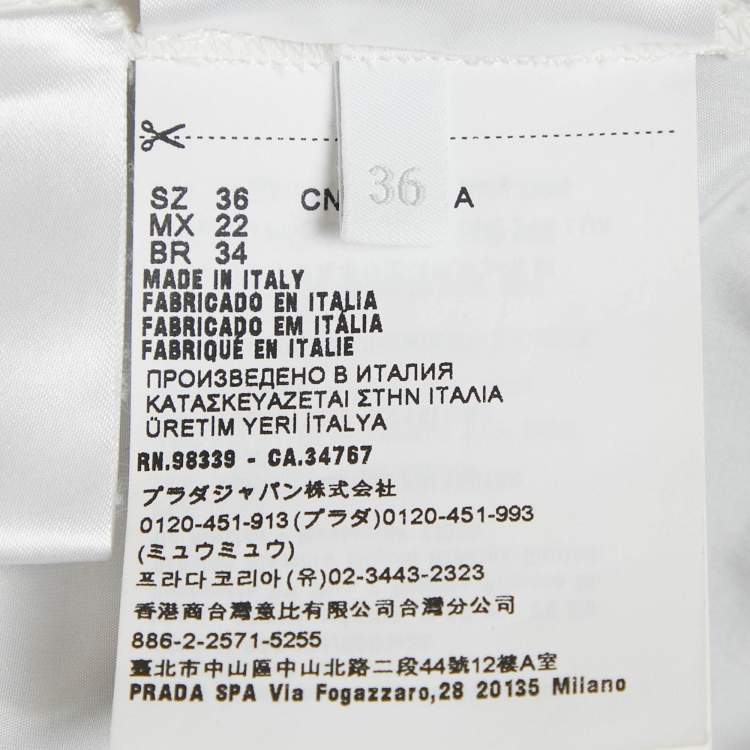 SZ 36 CN A
36
MX 22
BR 34
MADE IN ITALY
FABRICADO EN ITALIA
FABRICADO EM ITÁLIA
FABRIQUÉ EN ITALIE
ПРОИЗВЕДЕНО В ИТАЛИЯ
ΚΑΤΑΣΚΕΥΑΖΕΤΑΙ ΣΤΗΝ ΙΤΑΛΙΑ
ÜRETİM YERİ İTALYA
RN.98339 - CA.34767
プラダジャパン株式会社
0120-451-913(プラダ)0120-451-993
(ミュウミュウ)
프라다코리아(유)02-3443-2323
香港商台灣意比有限公司台灣分公司
886-2-2571-5255
臺北市中山區中山北路二段44號12樓A室
PRADA SPA Via Fogazzaro,28 20135 Milano